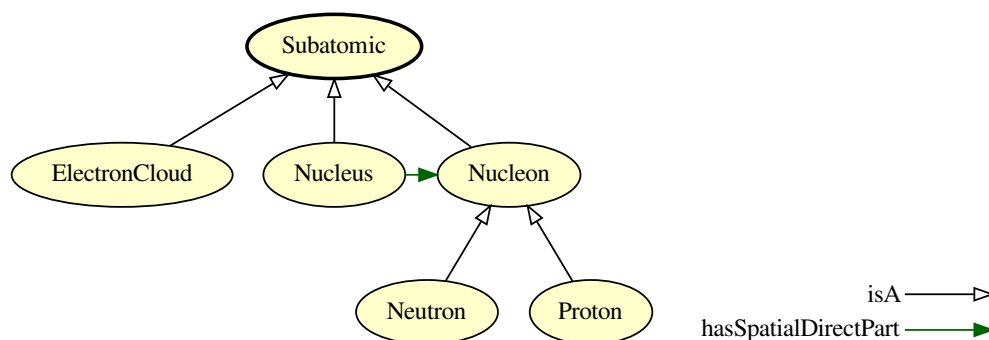 Subatomic
ElectronCloud
Nucleus
Nucleon
Neutron
Proton
isA
hasSpatialDirectPart